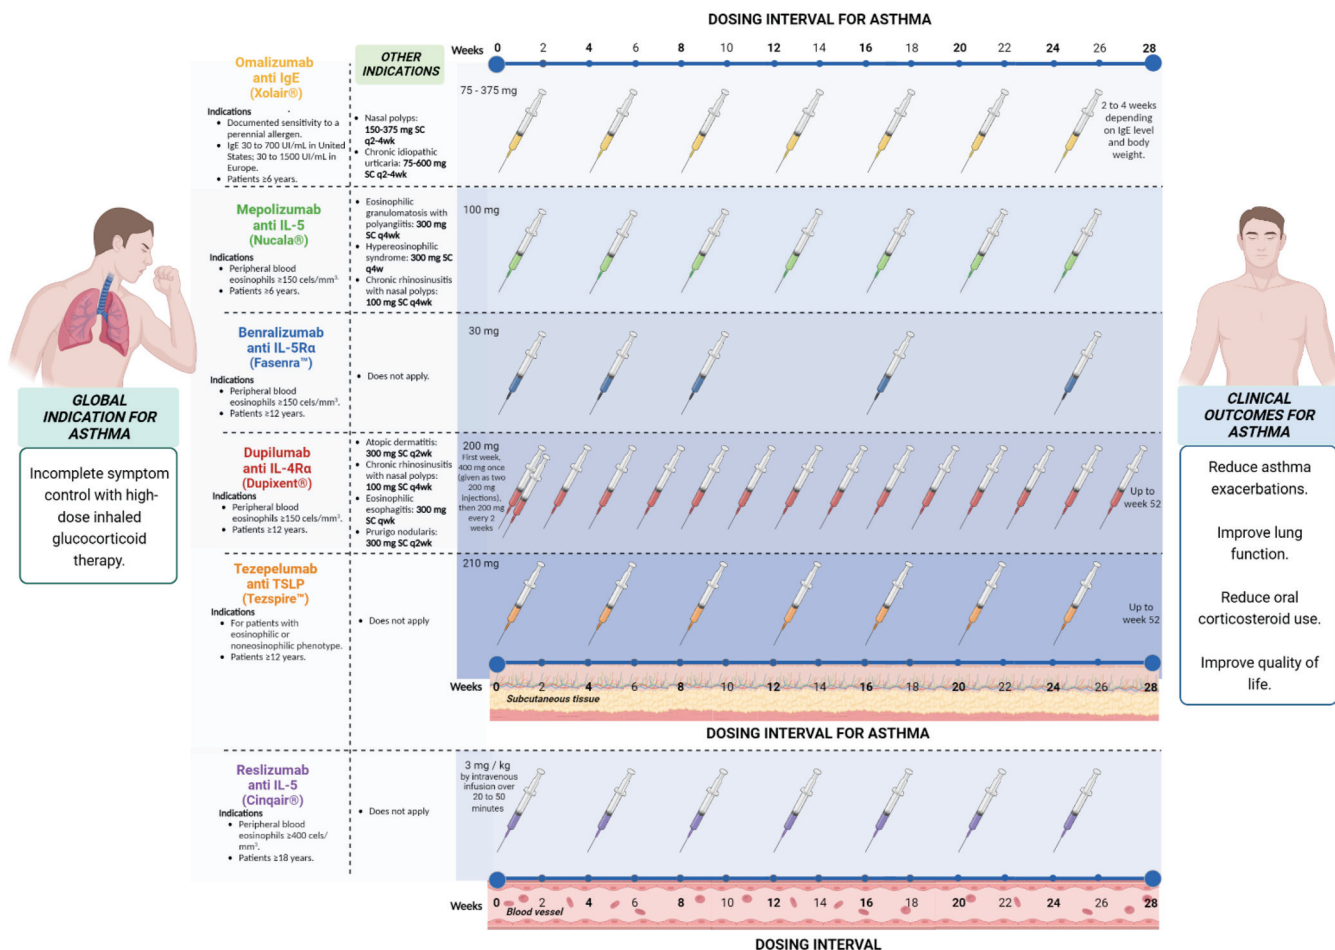 DOSING INTERVAL FOR ASTHMA
Weeks 0 2 4 6 8 10 12 14 16 18 20 22 24 26 28
Omalizumab
anti IgE
(Xolair®)
Indications
• Documented sensitivity to a
perennial allergen.
• IgE 30 to 700 UI/mL in United
States; 30 to 1500 UI/mL in
Europe.
• Patients ≥6 years.
OTHER
INDICATIONS
• Nasal polyps:
150-375 mg SC
q2-4wk
• Chronic idiopathic
urticaria: 75-600 mg
SC q2-4wk
75 - 375 mg
2 to 4 weeks
depending
on IgE level
and body
weight.
Mepolizumab
anti IL-5
(Nucala®)
Indications
• Peripheral blood
eosinophils ≥150 cels/mm³.
• Patients ≥6 years.
• Eosinophilic
granulomatosis with
polyangiitis: 300 mg
SC q4wk
• Hypereosinophilic
syndrome: 300 mg SC
q4w
• Chronic rhinosinusitis
with nasal polyps:
100 mg SC q4wk
100 mg
Benralizumab
anti IL-5Rα
(Fasenra™)
Indications
• Peripheral blood
eosinophils ≥150 cels/mm³.
• Patients ≥12 years.
• Does not apply.
30 mg
Dupilumab
anti IL-4Rα
(Dupixent®)
Indications
• Peripheral blood
eosinophils ≥150 cels/mm³.
• Patients ≥12 years.
• Atopic dermatitis:
300 mg SC q2wk
• Chronic rhinosinusitis
with nasal polyps:
100 mg SC q4wk
• Eosinophilic
esophagitis: 300 mg
SC qwk
• Prurigo nodularis:
300 mg SC q2wk
200 mg
First week,
400 mg once
(given as two
200 mg
Injections),
then 200 mg
every 2
weeks
Up to
week 52
Tezepelumab
anti TSLP
(Tezspire™)
Indications
• For patients with
eosinophilic or
noneosinophilic phenotype.
• Patients ≥12 years.
• Does not apply
210 mg
Up to
week 52
Weeks 0 2 4 6 8 10 12 14 16 18 20 22 24 26 28
Subcutaneous tissue
DOSING INTERVAL FOR ASTHMA
Reslizumab
anti IL-5
(Cinqair®)
Indications
• Peripheral blood
eosinophils ≥400 cels/
mm³.
• Patients ≥18 years.
• Does not apply
3 mg / kg
by intravenous
infusion over
20 to 50
minutes
Weeks 0 2 4 6 8 10 12 14 16 18 20 22 24 26 28
Blood vessel
DOSING INTERVAL
GLOBAL
INDICATION FOR
ASTHMA
Incomplete symptom
control with high-
dose inhaled
glucocorticoid
therapy.
CLINICAL
OUTCOMES FOR
ASTHMA
Reduce asthma
exacerbations.
Improve lung
function.
Reduce oral
corticosteroid use.
Improve quality of
life.